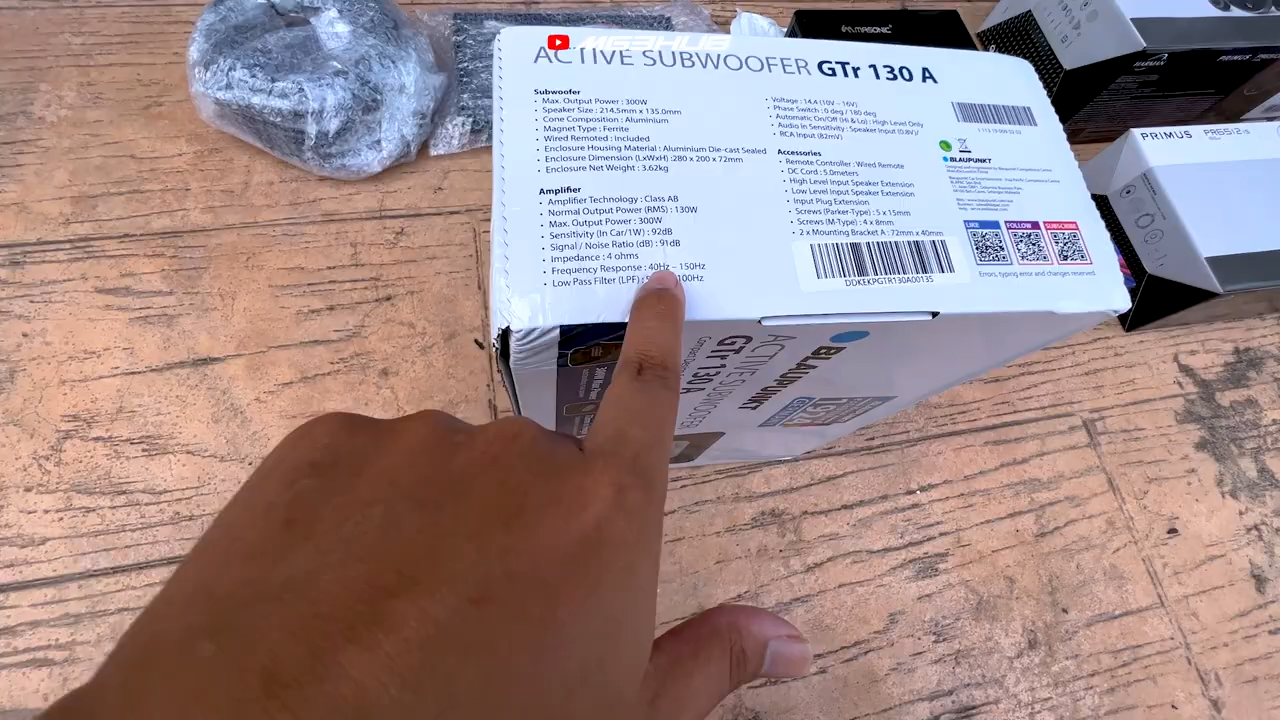 ACTIVE SUBWOOFER GTr 130 A
MG3HUB
Subwoofer
• Max. Output Power : 300W
• Speaker Size : 214.5mm x 135.0mm
• Cone Composition : Aluminium
• Magnet Type : Ferrite
• Wired Remoted : Included
• Enclosure Housing Material : Aluminium Die-cast Sealed
• Enclosure Dimension (LxWxH) :280 x 200 x 72mm
• Enclosure Net Weight : 3.62kg
Amplifier
• Amplifier Technology : Class AB
• Normal Output Power (RMS) : 130W
• Max. Output Power : 300W
• Sensitivity (In Car/1W) : 92dB
• Signal / Noise Ratio (dB) : 91dB
• Impedance : 4 ohms
• Frequency Response : 40Hz – 150Hz
• Low Pass Filter (LPF) : 100Hz
• Voltage : 14.A (10V – 16V)
• Phase Switch : 0 deg / 180 deg
• Automatic On/Off (Hi & Lo) : High Level Only
• Audio in Sensitivity : Speaker Input (0.8V)/
• RCA Input (82mV)
Accessories
• Remote Controller : Wired Remote
• DC Cord : 5.0meters
• High Level Input Speaker Extension
• Low Level Input Speaker Extension
• Input Plug Extension
• Screws (Parker-Type) : 5 x 15mm
• Screws (M-Type) : 4 x 8mm
• 2 x Mounting Bracket A : 72mm x 40mm
DDKEKPGTR130A00135
BLAUPUNKT
LIKE
FOLLOW
SUBSCRIBE
Errors, typing error and changes reserved.
BLAUPUNKT
ACTIVE SUBWOOFER
GTr 130 A
HARMAN
PRIMUS